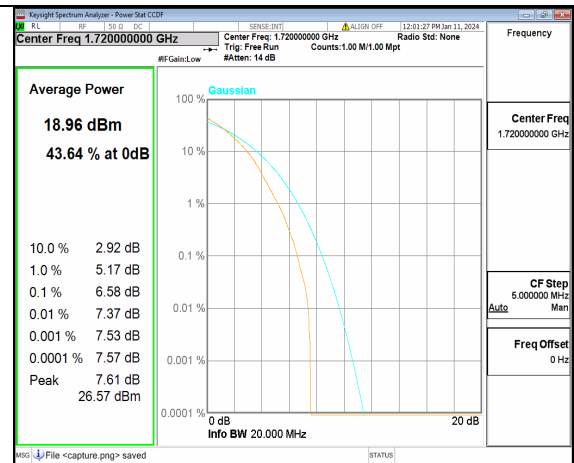 Keysight Spectrum Analyzer - Power Stat CCDF
LXI RL RF 50 Ω DC SENSE:INT ALIGN OFF 12:01:27 PM Jan 11, 2024
Center Freq 1.720000000 GHz
Center Freq: 1.720000000 GHz Radio Std: None
Trig: Free Run Counts:1.00 M/1.00 Mpt
#IFGain:Low #Atten: 14 dB
Frequency
Average Power
18.96 dBm
43.64 % at 0dB
10.0 % 2.92 dB
1.0 % 5.17 dB
0.1 % 6.58 dB
0.01 % 7.37 dB
0.001 % 7.53 dB
0.0001 % 7.57 dB
Peak 7.61 dB
26.57 dBm
Gaussian
100 %
10 %
1 %
0.1 %
0.01 %
0.001 %
0.0001 %
0 dB 20 dB
Info BW 20.000 MHz
Center Freq
1.720000000 GHz
CF Step
5.000000 MHz
Auto Man
Freq Offset
0 Hz
MSG File <capture.png> saved STATUS